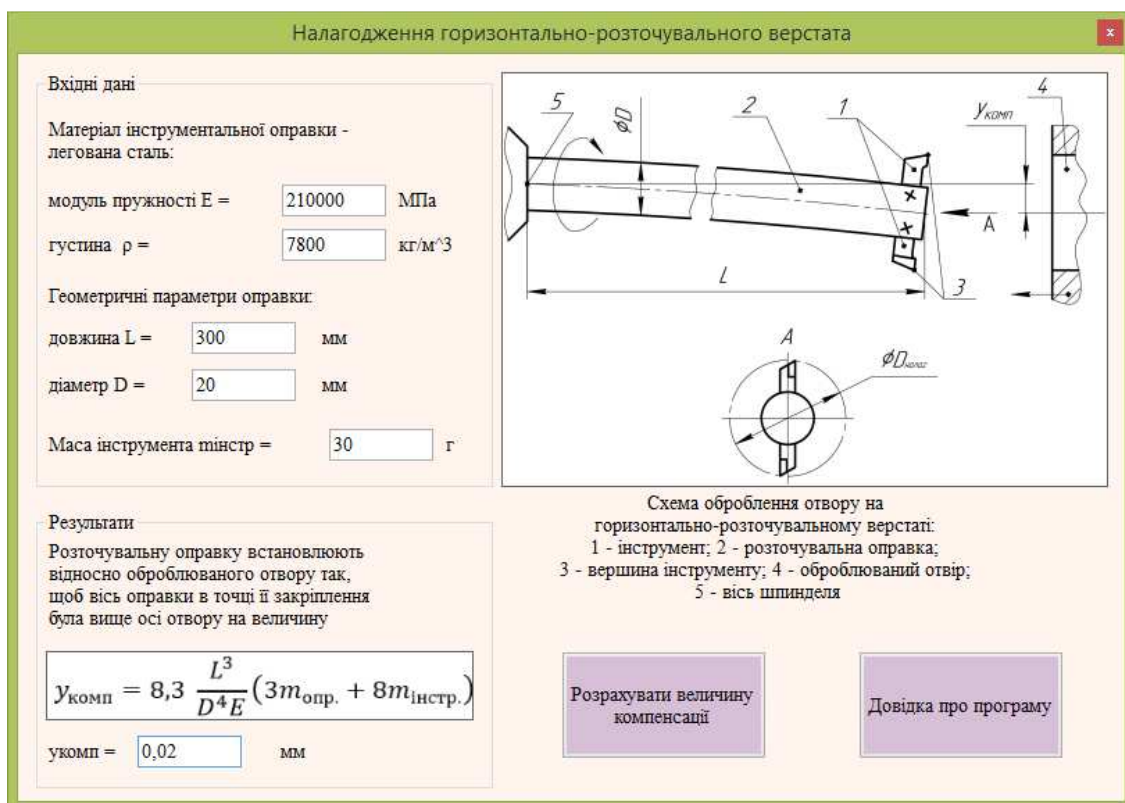 Налагодження горизонтально-розточувального верстата
x
Вхідні дані
Матеріал інструментальної оправки -
легована сталь:
модуль пружності E = 210000 МПа
густина ρ = 7800 кг/м^3
Геометричні параметри оправки:
довжина L = 300 мм
діаметр D = 20 мм
Маса інструмента mінстр = 30 г
5
ϕD
2
1
Yкомп
4
A
L
3
A
ϕDналаг
Схема оброблення отвору на
горизонтально-розточувальному верстаті:
1 - інструмент; 2 - розточувальна оправка;
3 - вершина інструменту; 4 - оброблюваний отвір;
5 - вісь шпинделя
Результати
Розточувальну оправку встановлюють
відносно оброблюваного отвору так,
щоб вісь оправки в точці її закріплення
була вище осі отвору на величину
yкомп = 8,3 L³/D⁴E (3mопр. + 8mінстр.)
yкомп = 0,02 мм
Розрахувати величину
компенсації
Довідка про програму